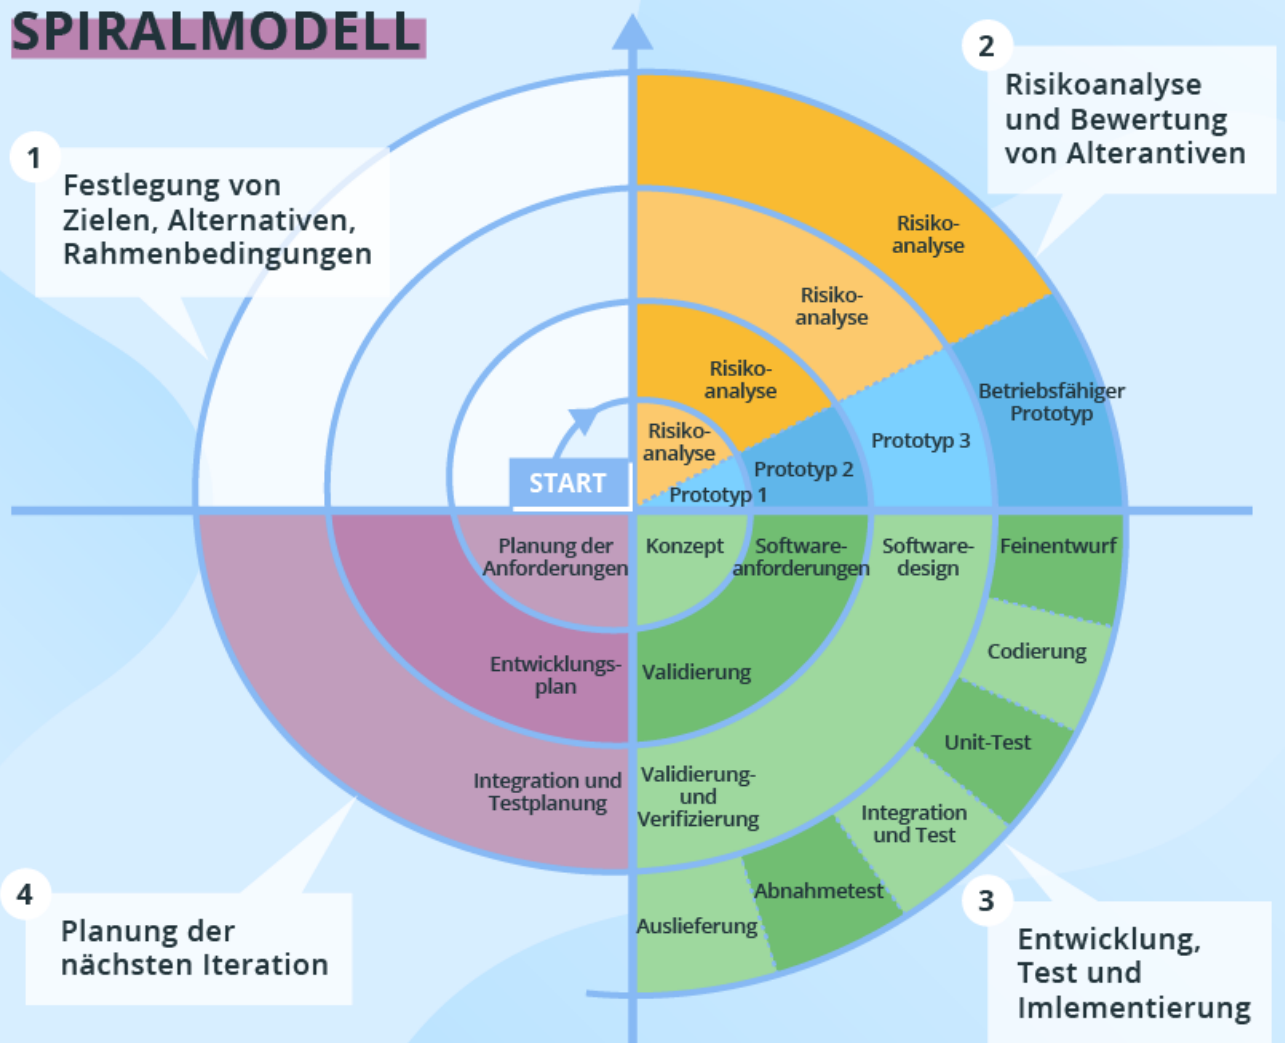 SPIRALMODELL
1
Festlegung von
Zielen, Alternativen,
Rahmenbedingungen
2
Risikoanalyse
und Bewertung
von Alterantiven
Risiko-
analyse
Risiko-
analyse
Risiko-
analyse
Risiko-
analyse
Betriebsfähiger
Prototyp
Prototyp 3
Prototyp 2
Prototyp 1
START
Planung der
Anforderungen
Konzept
Software-
anforderungen
Software-
design
Feinentwurf
Codierung
Entwicklungs-
plan
Validierung
Unit-Test
Integration und
Testplanung
Validierung-
und
Verifizierung
Integration
und Test
Abnahmetest
Auslieferung
4
Planung der
nächsten Iteration
3
Entwicklung,
Test und
Imlementierung